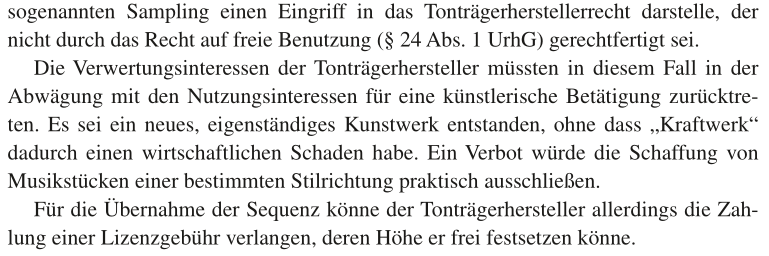 sogenannten Sampling einen Eingriff in das Tonträgerherstellerrecht darstelle, der
nicht durch das Recht auf freie Benutzung (§ 24 Abs. 1 UrhG) gerechtfertigt sei.
Die Verwertungsinteressen der Tonträgerhersteller müssten in diesem Fall in der
Abwägung mit den Nutzungsinteressen für eine künstlerische Betätigung zurücktre-
ten. Es sei ein neues, eigenständiges Kunstwerk entstanden, ohne dass „Kraftwerk“
dadurch einen wirtschaftlichen Schaden habe. Ein Verbot würde die Schaffung von
Musikstücken einer bestimmten Stilrichtung praktisch ausschließen.
Für die Übernahme der Sequenz könne der Tonträgerhersteller allerdings die Zah-
lung einer Lizenzgebühr verlangen, deren Höhe er frei festsetzen könne.